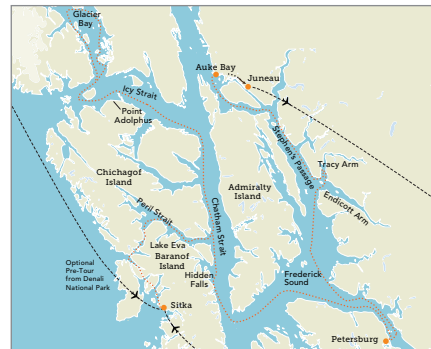 Glacier
Bay
Auke Bay
Juneau
Icy Strait
Point
Adolphus
Stephen's Passage
Tracy Arm
Chichagof
Island
Admiralty
Island
Endicott Arm
Peril Strait
Chatham Strait
Lake Eva
Baranof
Island
Optional
Pre-Tour
from Denali
National Park
Hidden
Falls
Frederick
Sound
Sitka
Petersburg